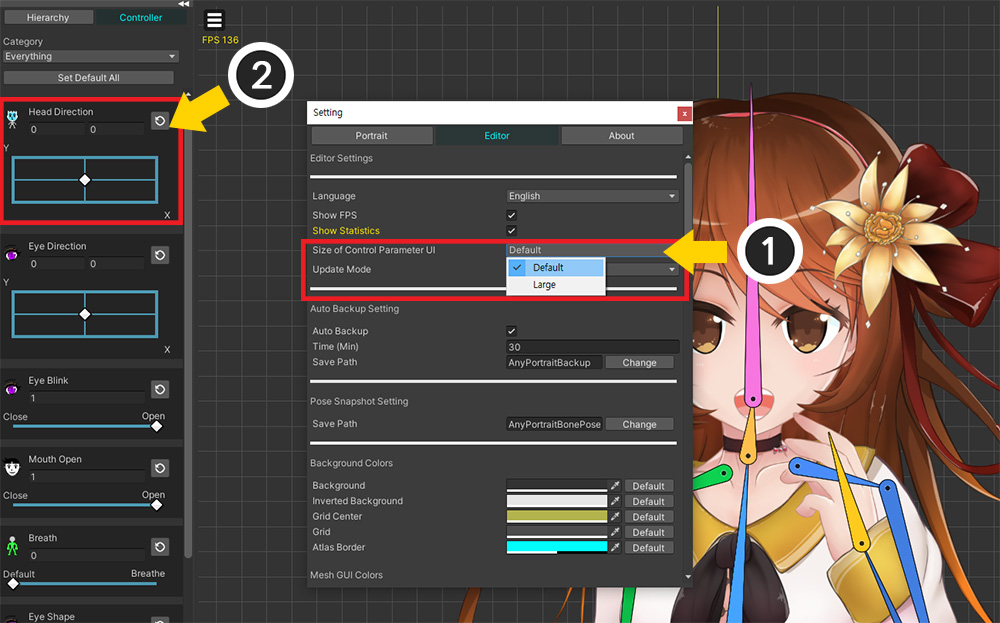 Hierarchy
Controller
Category
Everything
Set Default All
Head Direction
0 0
Y
X
Eye Direction
0 0
Y
X
Eye Blink
1
Close Open
Mouth Open
1
Close Open
Breath
0
Default Breathe
Eye Shape
FPS 136
2
Setting
x
Portrait Editor About
Editor Settings
Language English
Show FPS
Show Statistics
Size of Control Parameter UI Default
Default
Update Mode
Large
1
Auto Backup Setting
Auto Backup
Time (Min) 30
Save Path AnyPortraitBackup Change
Pose Snapshot Setting
Save Path AnyPortraitBonePose Change
Background Colors
Background Default
Inverted Background Default
Grid Center Default
Grid Default
Atlas Border Default
Mesh GUI Colors